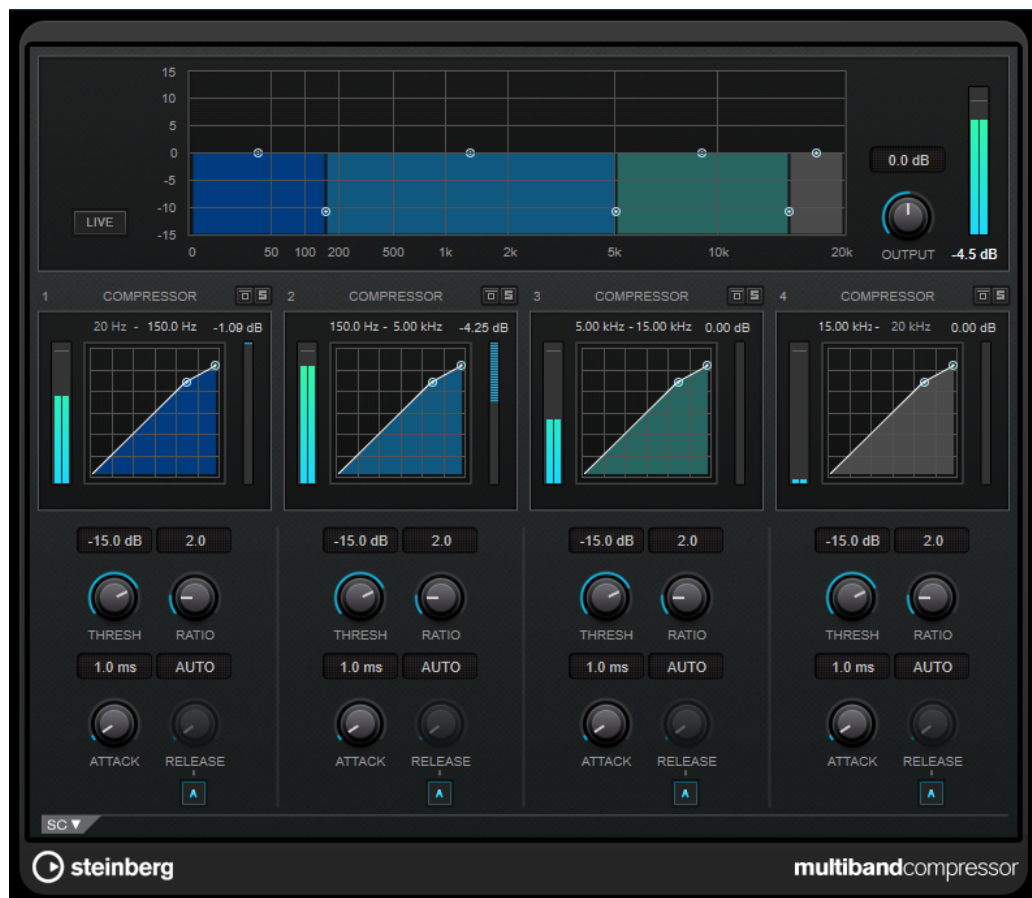 15
10
5
0
-5
-10
-15
LIVE
0 50 100 200 500 1k 2k 5k 10k 20k
0.0 dB
OUTPUT
-4.5 dB
1 COMPRESSOR S 2 COMPRESSOR S 3 COMPRESSOR S 4 COMPRESSOR S
20 Hz - 150.0 Hz -1.09 dB 150.0 Hz - 5.00 kHz -4.25 dB 5.00 kHz - 15.00 kHz 0.00 dB 15.00 kHz - 20 kHz 0.00 dB
-15.0 dB 2.0 -15.0 dB 2.0 -15.0 dB 2.0 -15.0 dB 2.0
THRESH RATIO THRESH RATIO THRESH RATIO THRESH RATIO
1.0 ms AUTO 1.0 ms AUTO 1.0 ms AUTO 1.0 ms AUTO
ATTACK RELEASE ATTACK RELEASE ATTACK RELEASE ATTACK RELEASE
A A A A
SC
steinberg multibandcompressor